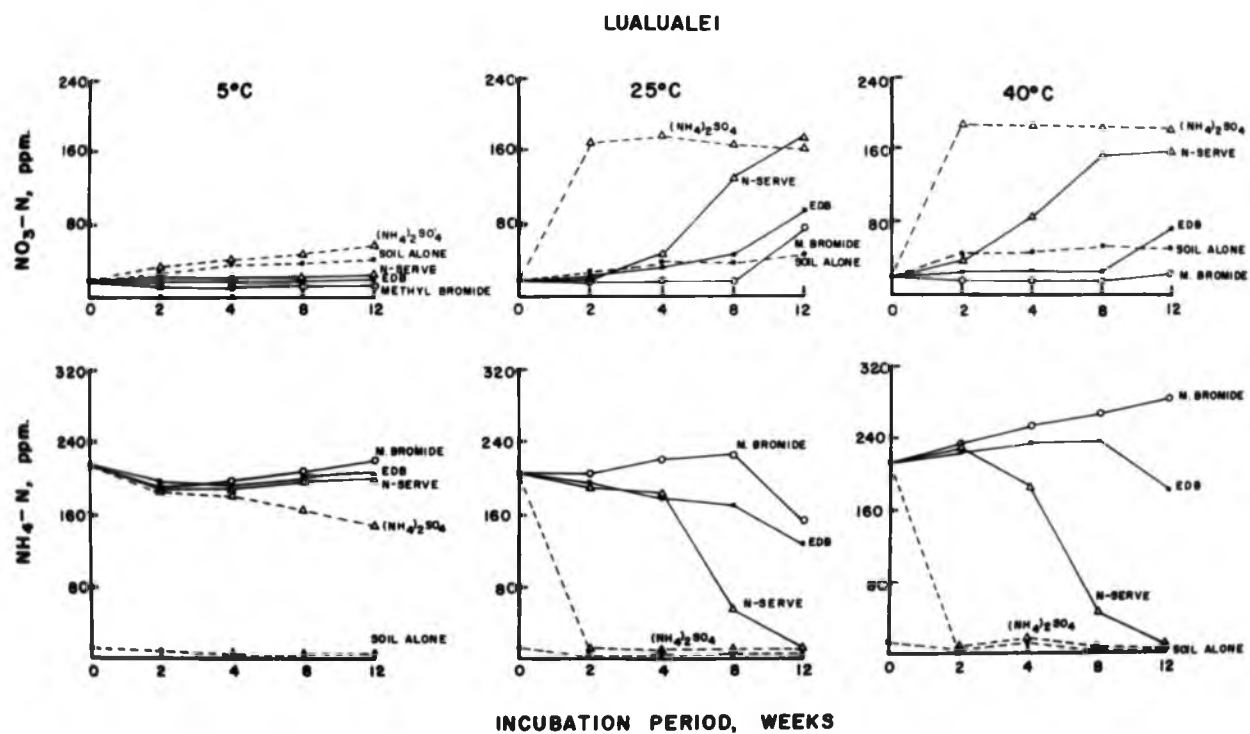 LUALUALEI
NO3-N, ppm.
240
160
80
5°C
(NH4)2SO4
SOIL ALONE
N-SERVE
EDB
METHYL BROMIDE
0 2 4 8 12
240
160
80
25°C
(NH4)2SO4
N-SERVE
EDB
M. BROMIDE
SOIL ALONE
0 2 4 8 12
240
160
80
40°C
(NH4)2SO4
N-SERVE
EDB
SOIL ALONE
M. BROMIDE
0 2 4 8 12
NH4-N, ppm.
320
240
160
80
M. BROMIDE
EDB
N-SERVE
(NH4)2SO4
SOIL ALONE
0 2 4 8 12
320
240
160
80
M. BROMIDE
EDB
N-SERVE
(NH4)2SO4
0 2 4 8 12
320
240
160
80
M. BROMIDE
EDB
N-SERVE
(NH4)2SO4
SOIL ALONE
0 2 4 8 12
INCUBATION PERIOD, WEEKS